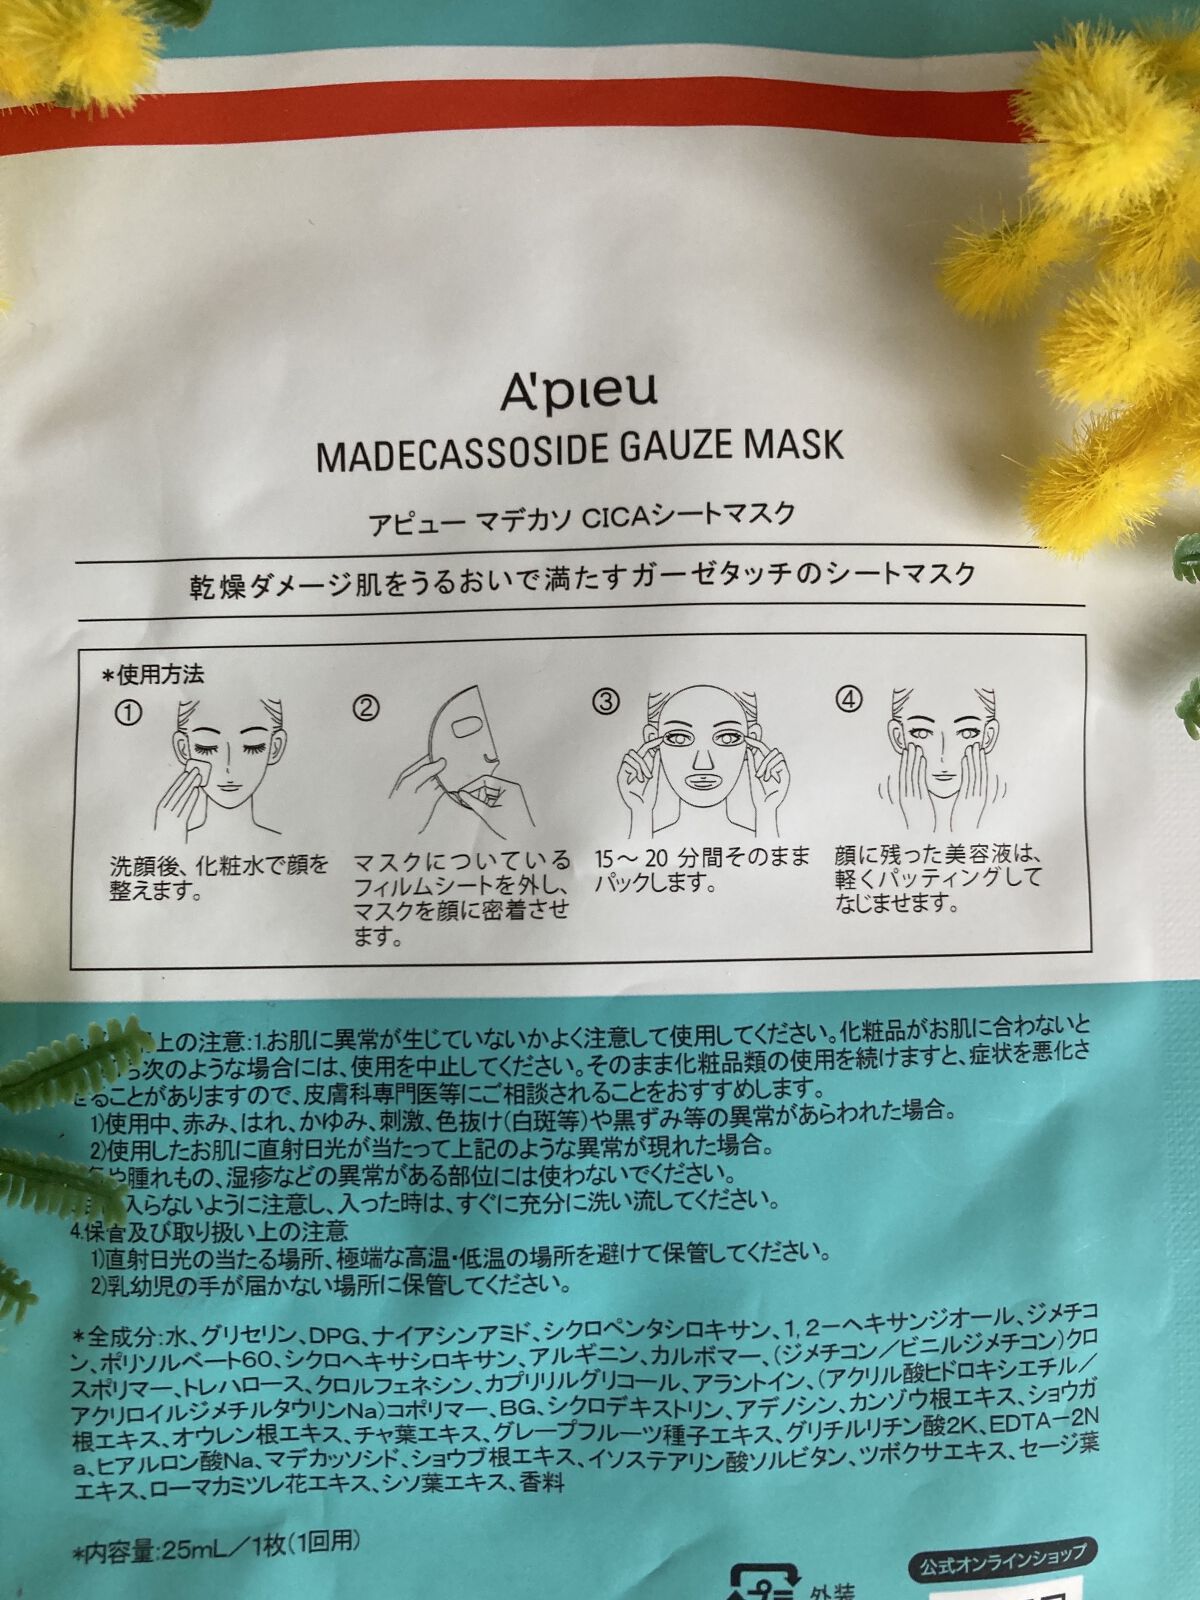 A'pieu
MADECASSOSIDE GAUZE MASK
アピュー マデカソ CICAシートマスク
乾燥ダメージ肌をうるおいで満たすガーゼタッチのシートマスク
*使用方法
①
洗顔後、化粧水で顔を
整えます。
②
マスクについている
フィルムシートを外し、
マスクを顔に密着させ
ます。
③
15～20 分間そのまま
パックします。
④
顔に残った美容液は、
軽くパッティングして
なじませます。
上の注意:1.お肌に異常が生じていないかよく注意して使用してください。化粧品がお肌に合わないと
次のような場合には、使用を中止してください。そのまま化粧品類の使用を続けますと、症状を悪化さ
せることがありますので、皮膚科専門医等にご相談されることをおすすめします。
1)使用中、赤み、はれ、かゆみ、刺激、色抜け(白斑等)や黒ずみ等の異常があらわれた場合。
2)使用したお肌に直射日光が当たって上記のような異常が現れた場合。
や腫れもの、湿疹などの異常がある部位には使わないでください。
入らないように注意し、入った時は、すぐに充分に洗い流してください。
4.保管及び取り扱い上の注意
1)直射日光の当たる場所、極端な高温・低温の場所を避けて保管してください。
2)乳幼児の手が届かない場所に保管してください。
*全成分:水、グリセリン、DPG、ナイアシンアミド、シクロペンタシロキサン、1,2ーヘキサンジオール、ジメチコ
ン、ポリソルベート60、シクロヘキサシロキサン、アルギニン、カルボマー、(ジメチコン／ビニルジメチコン)クロ
スポリマー、トレハロース、クロルフェネシン、カプリリルグリコール、アラントイン、(アクリル酸ヒドロキシエチル／
アクリロイルジメチルタウリンNa)コポリマー、BG、シクロデキストリン、アデノシン、カンゾウ根エキス、ショウガ
根エキス、オウレン根エキス、チャ葉エキス、グレープフルーツ種子エキス、グリチルリチン酸2K、EDTAー2N
a、ヒアルロン酸Na、マデカッソシド、ショウブ根エキス、イソステアリン酸ソルビタン、ツボクサエキス、セージ葉
エキス、ローマカミツレ花エキス、シソ葉エキス、香料
*内容量:25mL／1枚(1回用)
プ
外装
公式オンラインショップ